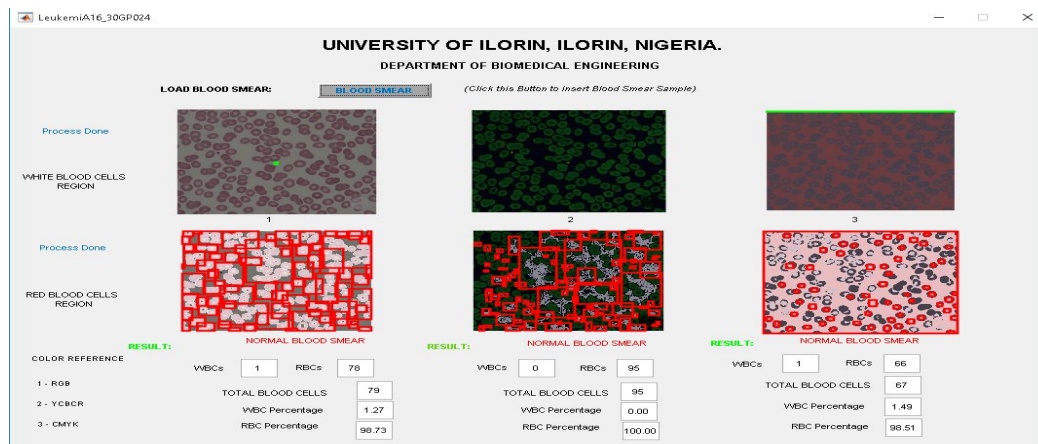 LeukemiA16_30GP024
UNIVERSITY OF ILORIN, ILORIN, NIGERIA.
DEPARTMENT OF BIOMEDICAL ENGINEERING
LOAD BLOOD SMEAR: BLOOD SMEAR (Click this Button to insert Blood Smear Sample)
Process Done
WHITE BLOOD CELLS
REGION
1 2 3
Process Done
RED BLOOD CELLS
REGION
RESULT: NORMAL BLOOD SMEAR RESULT: NORMAL BLOOD SMEAR RESULT: NORMAL BLOOD SMEAR
COLOR REFERENCE
WBCs 1 RBCs 78 WBCs 0 RBCs 95 WBCs 1 RBCs 66
1 - RGB
TOTAL BLOOD CELLS 79 TOTAL BLOOD CELLS 95 TOTAL BLOOD CELLS 67
2 - YCBCR
WBC Percentage 1.27 WBC Percentage 0.00 WBC Percentage 1.49
3 - CMYK
RBC Percentage 98.73 RBC Percentage 100.00 RBC Percentage 98.51